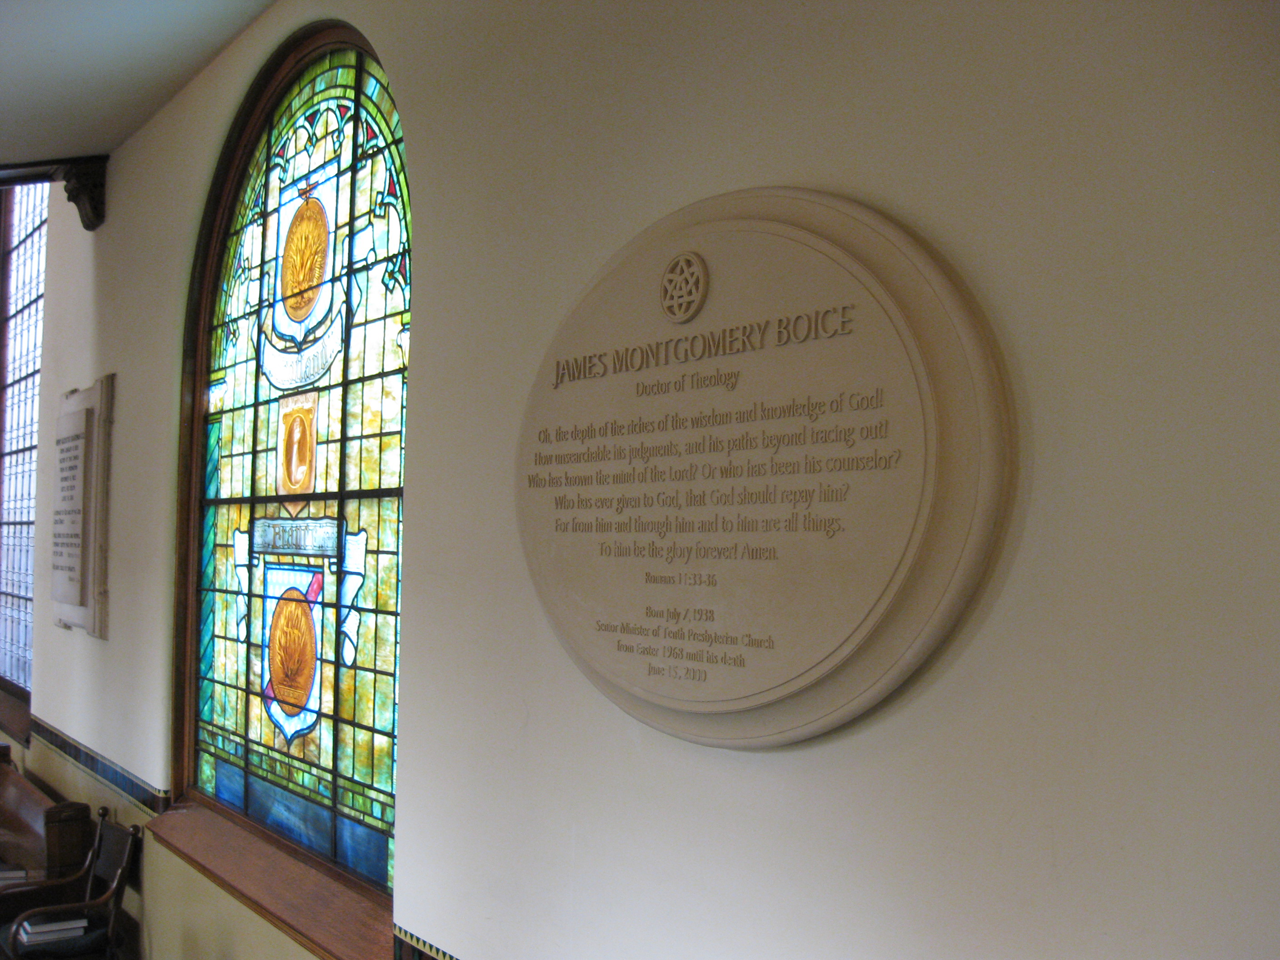 JAMES MONTGOMERY BOICE
Doctor of Theology
Oh, the depth of the riches of the wisdom and knowledge of God!
How unsearchable his judgments, and his paths beyond tracing out!
Who has known the mind of the Lord? Or who has been his counselor?
Who has ever given to God, that God should repay him?
For from him and through him and to him are all things.
To him be the glory forever! Amen.
Romans 11:33-36
Born July 7, 1938
Senior Minister of Tenth Presbyterian Church
From Easter 1968 until his death
June 15, 2000